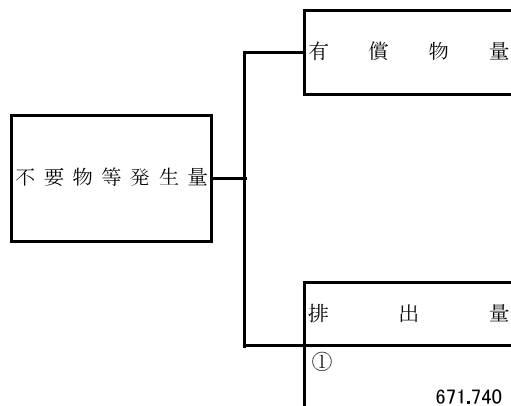 有償物量
不要物等発生量
排出量
①
671.740